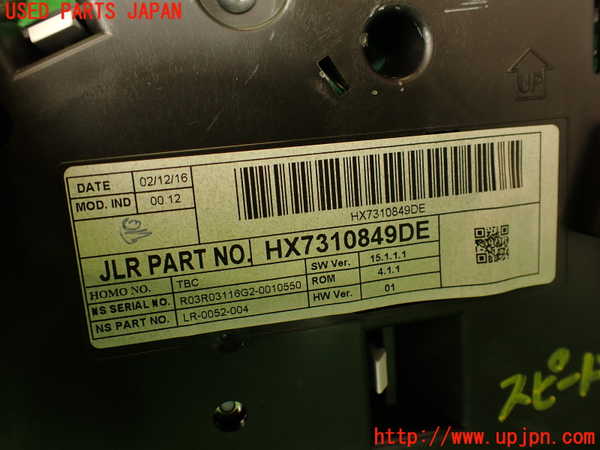 USED PARTS JAPAN
UP
DATE 02/12/16
MOD. IND 00.12
HX7310849DE
JLR PART NO. HX7310849DE
HOMO NO. TBC
NS SERIAL NO. R03R03116G2-0010550
NS PART NO. LR-0052-004
SW Ver. 15.1.1.1
ROM 4.1.1
HW Ver. 01
スピード
http://www.upjpn.com/